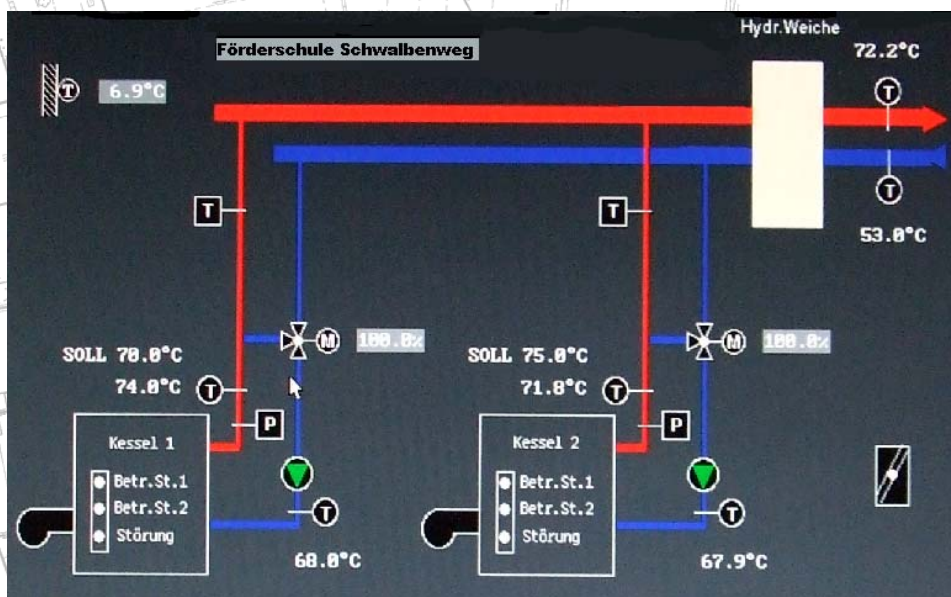 Hydr.Weiche
Förderschule Schwalbenweg
72.2°C
T
6.9°C
T
T
T
T
53.0°C
M
100.0%
M
100.0%
SOLL 70.0°C
SOLL 75.0°C
74.0°C
T
71.8°C
T
P
P
Kessel 1
Kessel 2
Betr.St.1
Betr.St.2
Störung
Betr.St.1
Betr.St.2
Störung
T
T
68.0°C
67.9°C